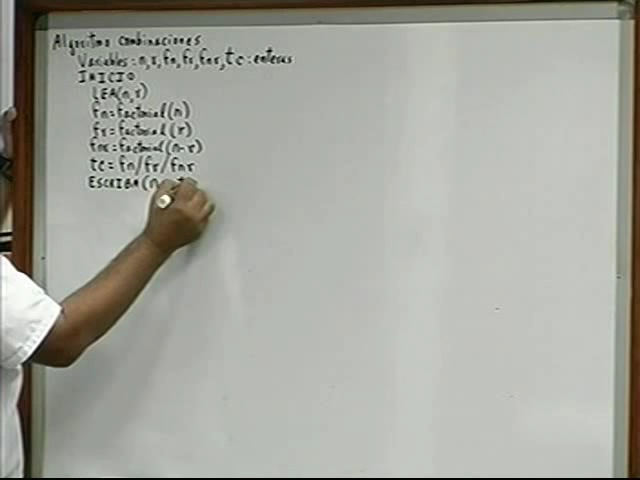 Algoritmo combinaciones
Variables: n, r, fn, fr, fnr, tc: enteras
INICIO
LEA(n, r)
fn = factorial(n)
fr = factorial(r)
fnr = factorial(n-r)
tc = fn/fr/fnr
ESCRIBA(n